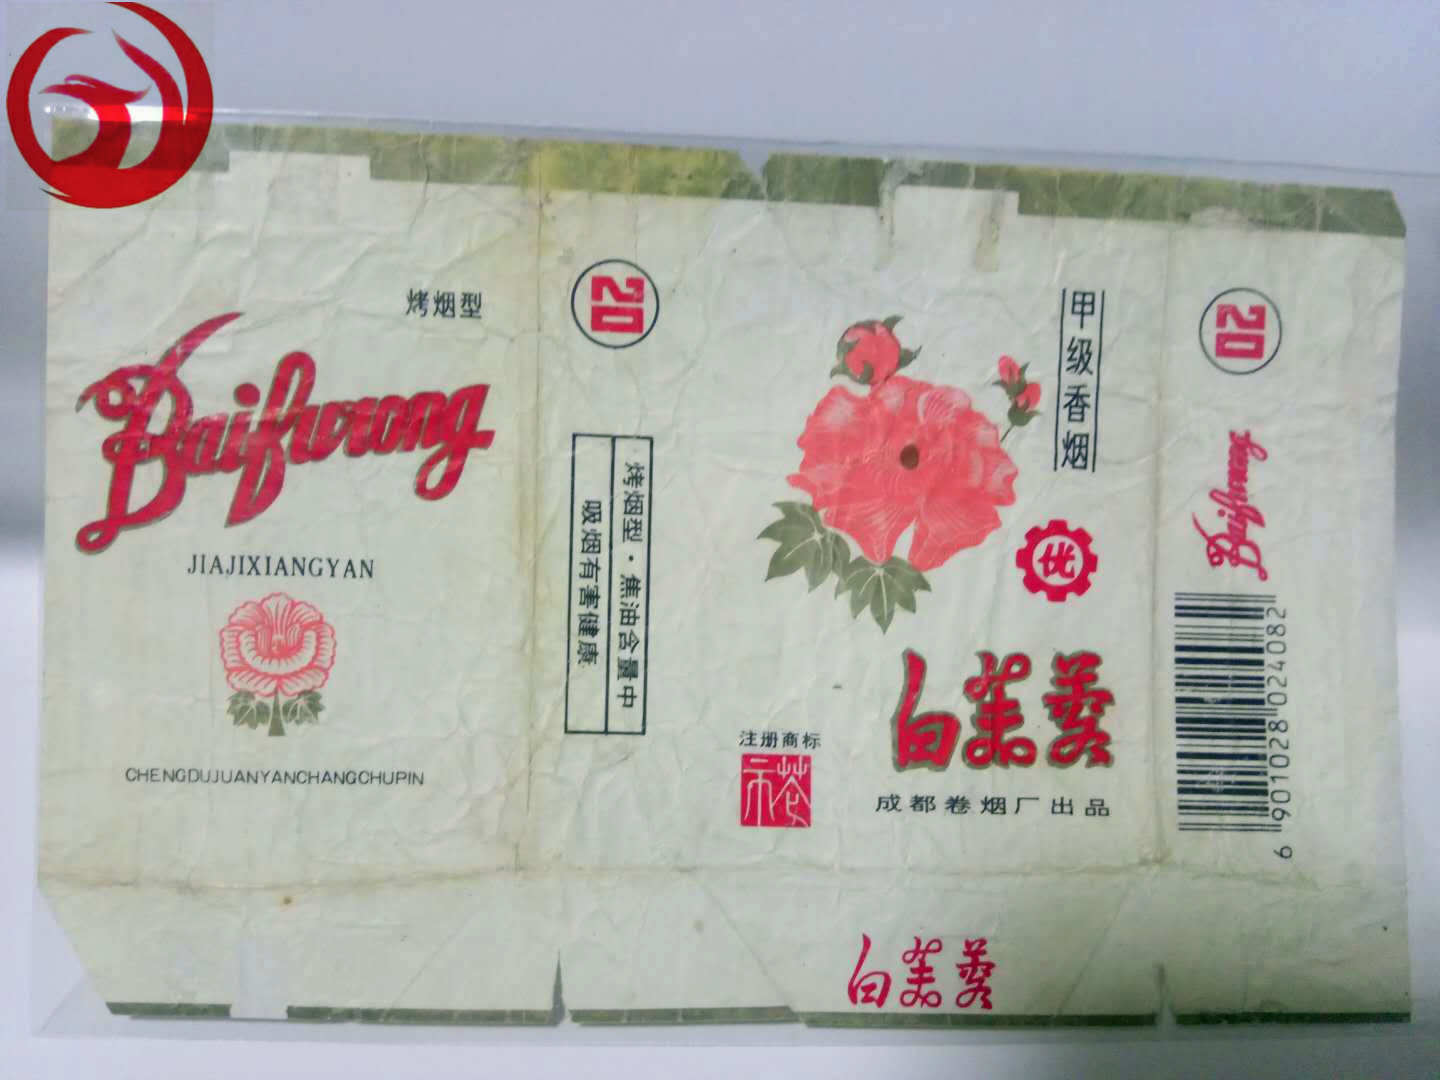 烤烟型
Baifurong
JIAJIXIANGYAN
CHENGDUJUANYANCHANGCHUPIN
20
烤烟型·焦油含量中
吸烟有害健康
甲级香烟
优
白芙蓉
注册商标
成都卷烟厂出品
白芙蓉
20
Baifurong
6901028024082